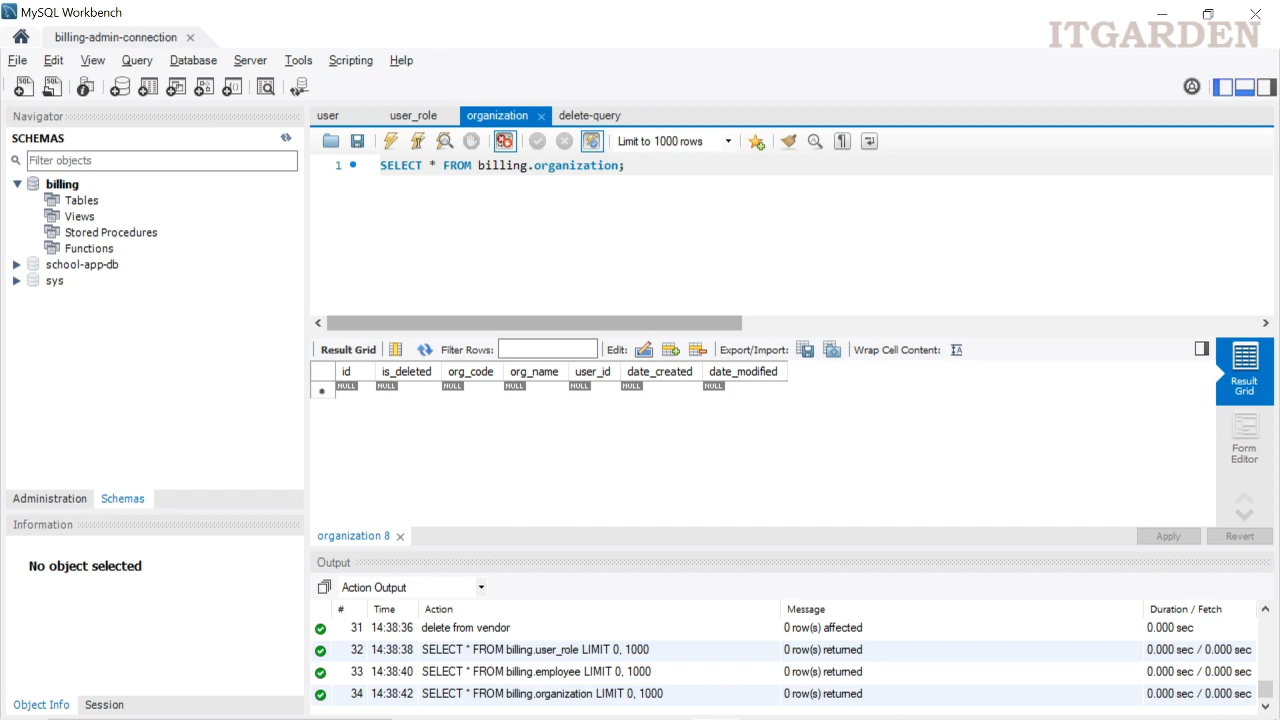 MySQL Workbench
ITGARDEN
billing-admin-connection
File Edit View Query Database Server Tools Scripting Help
Navigator
SCHEMAS
Filter objects
billing
Tables
Views
Stored Procedures
Functions
school-app-db
sys
Administration Schemas
Information
No object selected
Object Info Session
user user_role organization delete-query
Limit to 1000 rows
1 SELECT * FROM billing.organization;
Result Grid Filter Rows: Edit: Export/Import: Wrap Cell Content:
id is_deleted org_code org_name user_id date_created date_modified
NULL NULL NULL NULL NULL NULL NULL
Result
Grid
Form
Editor
organization 8 Apply Revert
Output
Action Output
# Time Action Message Duration / Fetch
31 14:38:36 delete from vendor 0 row(s) affected 0.000 sec
32 14:38:38 SELECT * FROM billing.user_role LIMIT 0, 1000 0 row(s) returned 0.000 sec / 0.000 sec
33 14:38:40 SELECT * FROM billing.employee LIMIT 0, 1000 0 row(s) returned 0.000 sec / 0.000 sec
34 14:38:42 SELECT * FROM billing.organization LIMIT 0, 1000 0 row(s) returned 0.000 sec / 0.000 sec